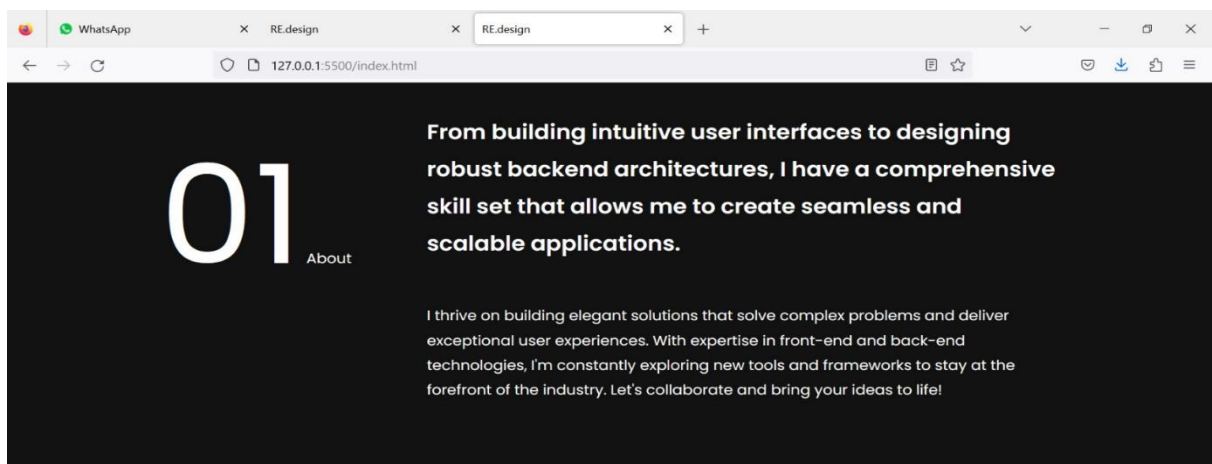 WhatsApp
RE.design
RE.design
127.0.0.1:5500/index.html
01
About
From building intuitive user interfaces to designing
robust backend architectures, I have a comprehensive
skill set that allows me to create seamless and
scalable applications.
I thrive on building elegant solutions that solve complex problems and deliver
exceptional user experiences. With expertise in front-end and back-end
technologies, I'm constantly exploring new tools and frameworks to stay at the
forefront of the industry. Let's collaborate and bring your ideas to life!